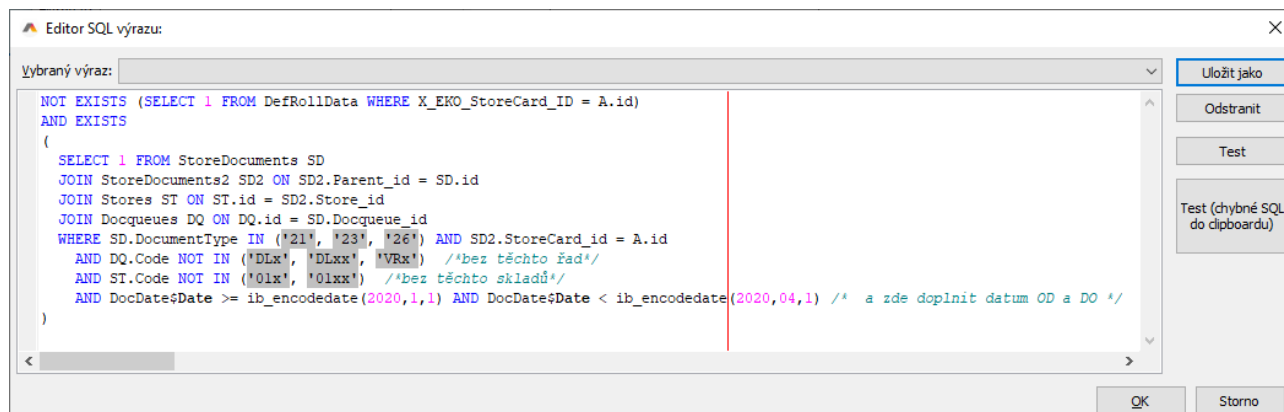 Editor SQL výrazu:
Vybraný výraz:
Uložit jako
NOT EXISTS (SELECT 1 FROM DefRollData WHERE X_EKO_StoreCard_ID = A.id)
AND EXISTS
(
SELECT 1 FROM StoreDocuments SD
JOIN StoreDocuments2 SD2 ON SD2.Parent_id = SD.id
JOIN Stores ST ON ST.id = SD2.Store_id
JOIN Docqueues DQ ON DQ.id = SD.Docqueue_id
WHERE SD.DocumentType IN ('21', '23', '26') AND SD2.StoreCard_id = A.id
AND DQ.Code NOT IN ('DLx', 'DLxx', 'VRx') /*bez těchto řad*/
AND ST.Code NOT IN ('01x', '01xx') /*bez těchto skladů*/
AND DocDate$Date >= ib_encodedate(2020,1,1) AND DocDate$Date < ib_encodedate(2020,04,1) /* a zde doplnit datum OD a DO */
)
Odstranit
Test
Test (chybné SQL
do clipboardu)
OK
Storno